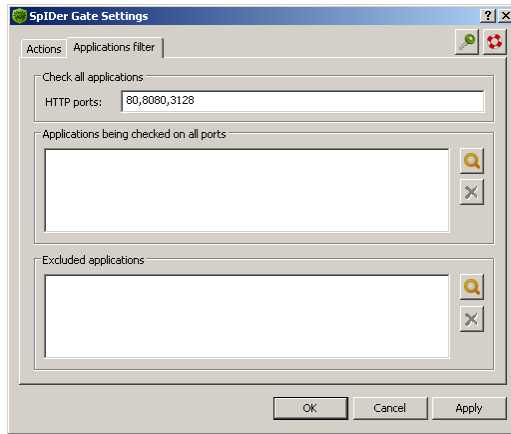 SpIDer Gate Settings
Actions
Applications filter
Check all applications
HTTP ports: 80,8080,3128
Applications being checked on all ports
Excluded applications
OK Cancel Apply